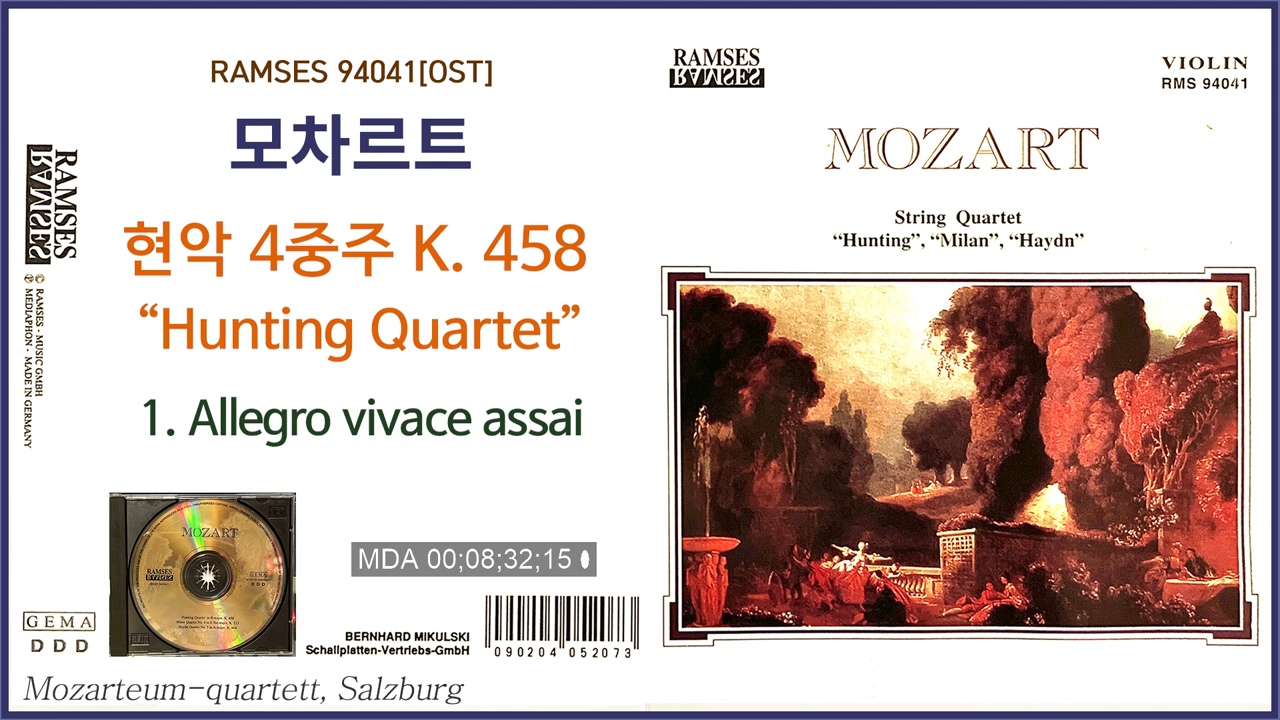 RAMSES 94041[OST]
모차르트
현악 4중주 K. 458
“Hunting Quartet”
1. Allegro vivace assai
RAMSES
RAMSES
© RAMSES - MUSIC GMBH
℗ MEDIAPHON · MADE IN GERMANY
MOZART
RAMSES
GEMA
DDD
MDA 00;08;32;15
GEMA
DDD
BERNHARD MIKULSKI
Schallplatten-Vertriebs-GmbH
090204 052073
Mozarteum-quartett, Salzburg
RAMSES
RAMSES
VIOLIN
RMS 94041
MOZART
String Quartet
“Hunting”, “Milan”, “Haydn”